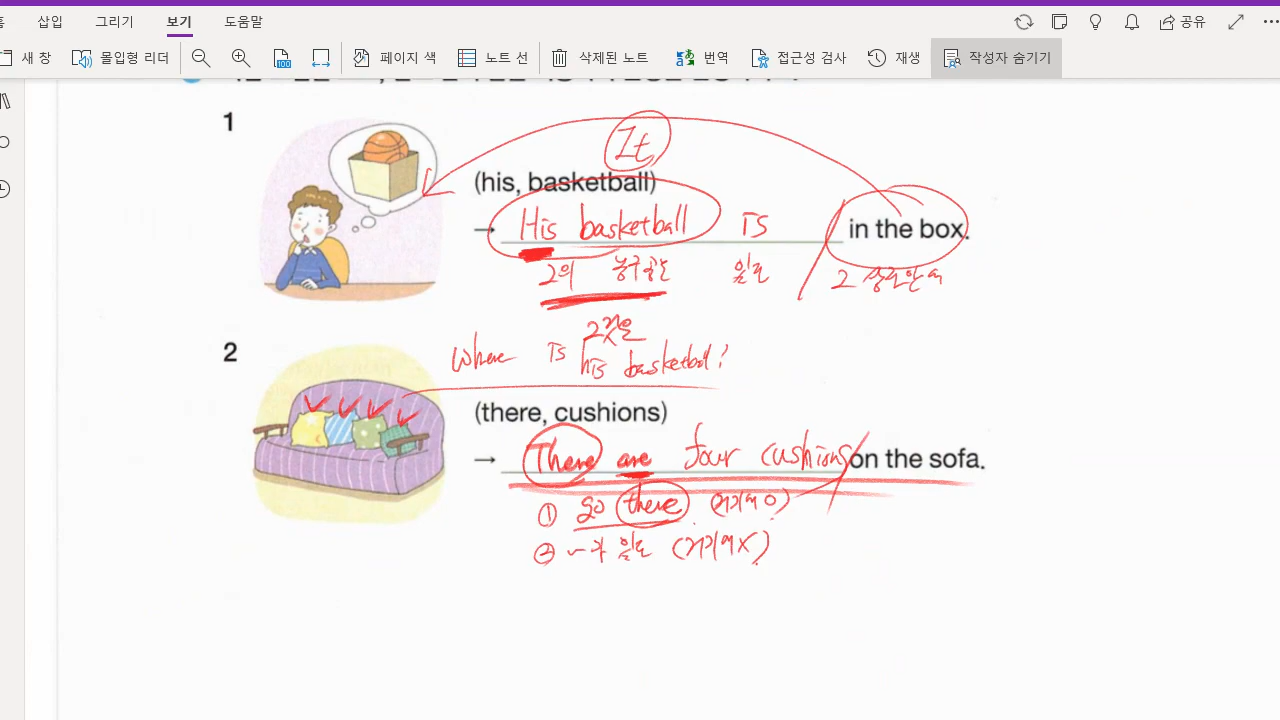 삽입 그리기 보기 도움말 공유
새 창 몰입형 리더 100 페이지 색 노트 선 삭제된 노트 번역 접근성 검사 재생 작성자 숨기기
1
It
(his, basketball)
→ His basketball is in the box.
그의 농구공은 있다 그 상자 안에
그것은
2
Where is his basketball?
(there, cushions)
→ There are four cushions on the sofa.
① go there (거기에 O)
② ~가 있다 (거기에 X)